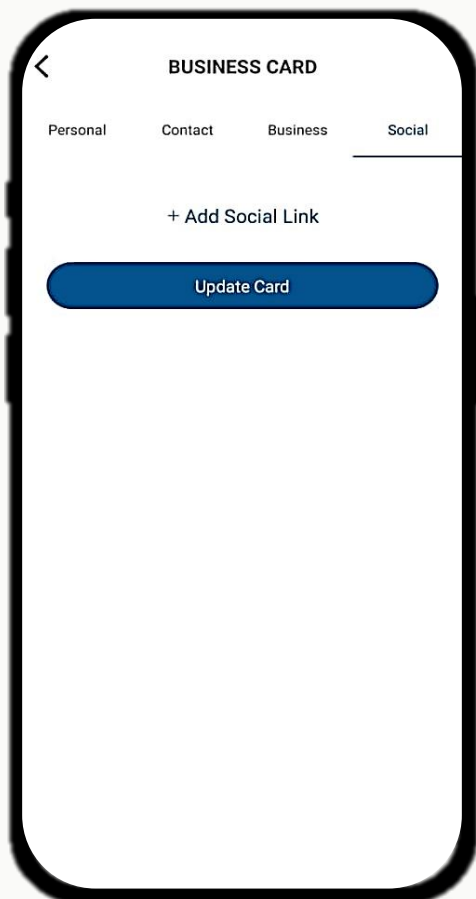 BUSINESS CARD
Personal Contact Business Social
+ Add Social Link
Update Card